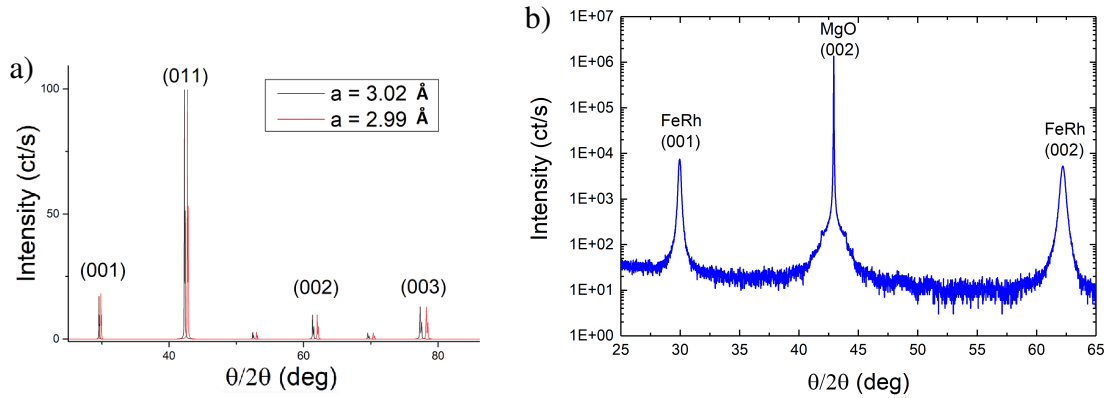 a)
Intensity (ct/s)
100
50
0
(001)
(011)
(002)
(003)
a = 3.02 Å
a = 2.99 Å
40
60
80
θ/2θ (deg)
b)
Intensity (ct/s)
1E+07
1E+06
1E+05
1E+04
1E+03
1E+02
1E+01
1E+00
FeRh
(001)
MgO
(002)
FeRh
(002)
25 30 35 40 45 50 55 60 65
θ/2θ (deg)